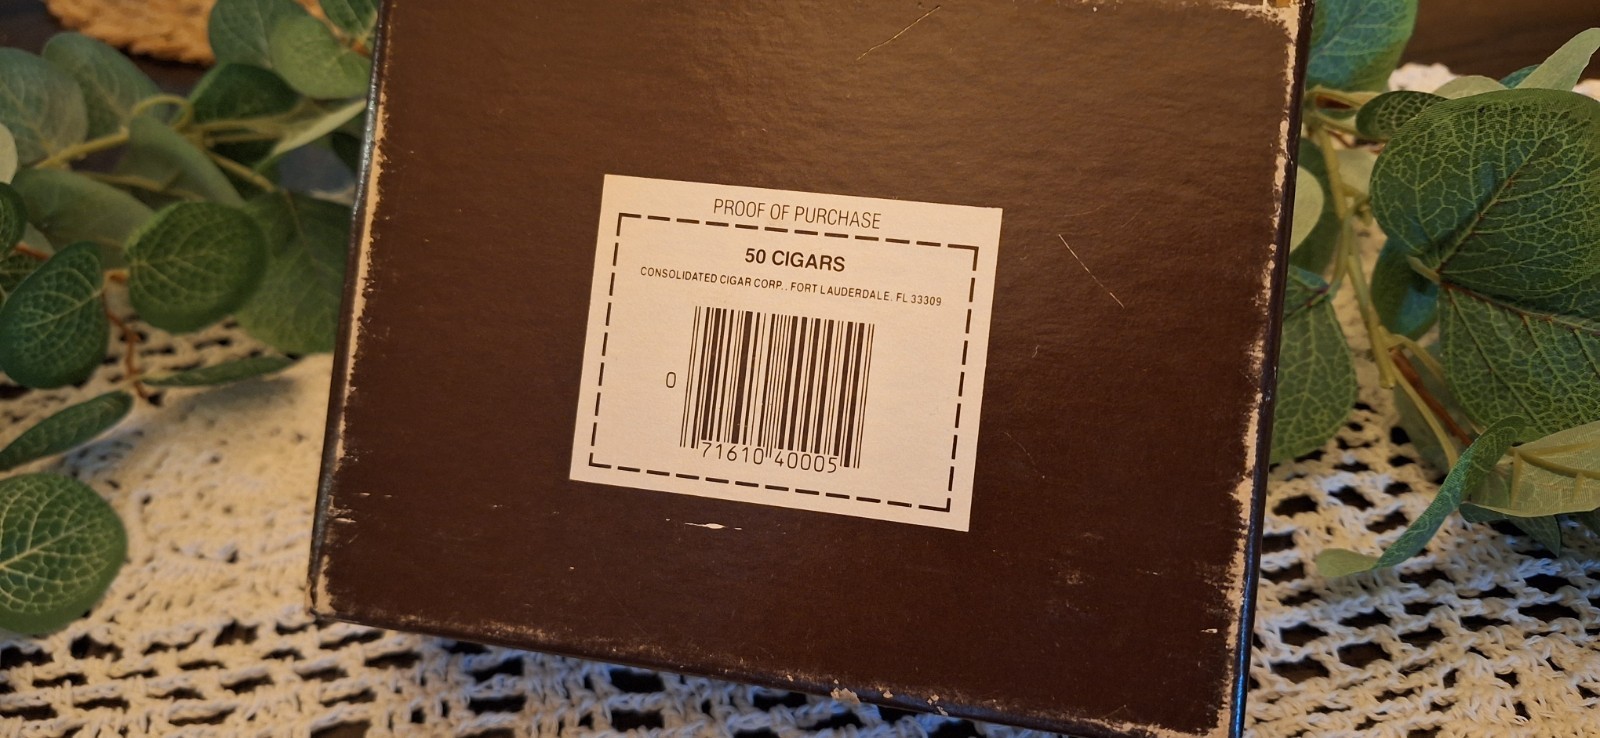 PROOF OF PURCHASE
50 CIGARS
CONSOLIDATED CIGAR CORP., FORT LAUDERDALE, FL 33309
0 71610 40005